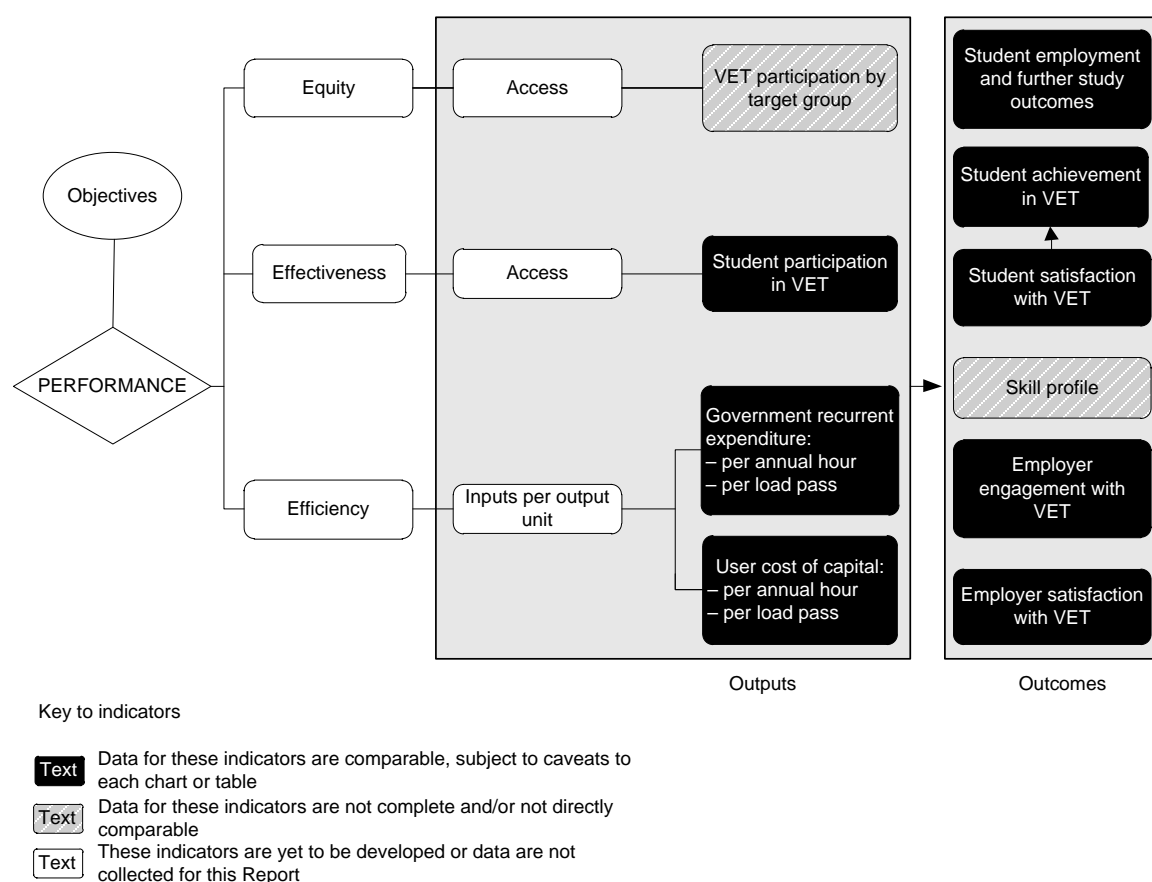 Objectives
PERFORMANCE
Equity
Access
VET participation by
target group
Effectiveness
Access
Student participation
in VET
Efficiency
Inputs per output
unit
Government recurrent
expenditure:
– per annual hour
– per load pass
User cost of capital:
– per annual hour
– per load pass
Outputs
Student employment
and further study
outcomes
Student achievement
in VET
Student satisfaction
with VET
Skill profile
Employer
engagement with
VET
Employer satisfaction
with VET
Outcomes
Key to indicators
Text
Data for these indicators are comparable, subject to caveats to
each chart or table
Text
Data for these indicators are not complete and/or not directly
comparable
Text
These indicators are yet to be developed or data are not
collected for this Report